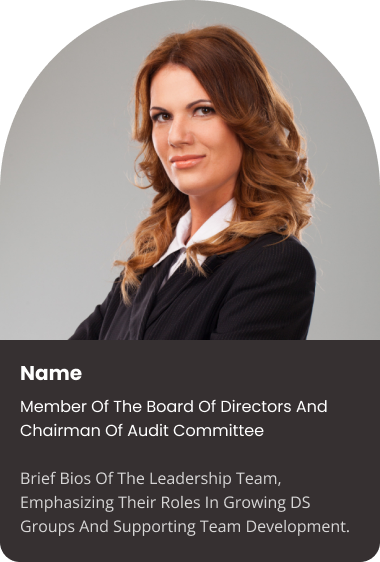 Name
Member Of The Board Of Directors And
Chairman Of Audit Committee
Brief Bios Of The Leadership Team,
Emphasizing Their Roles In Growing DS
Groups And Supporting Team Development.